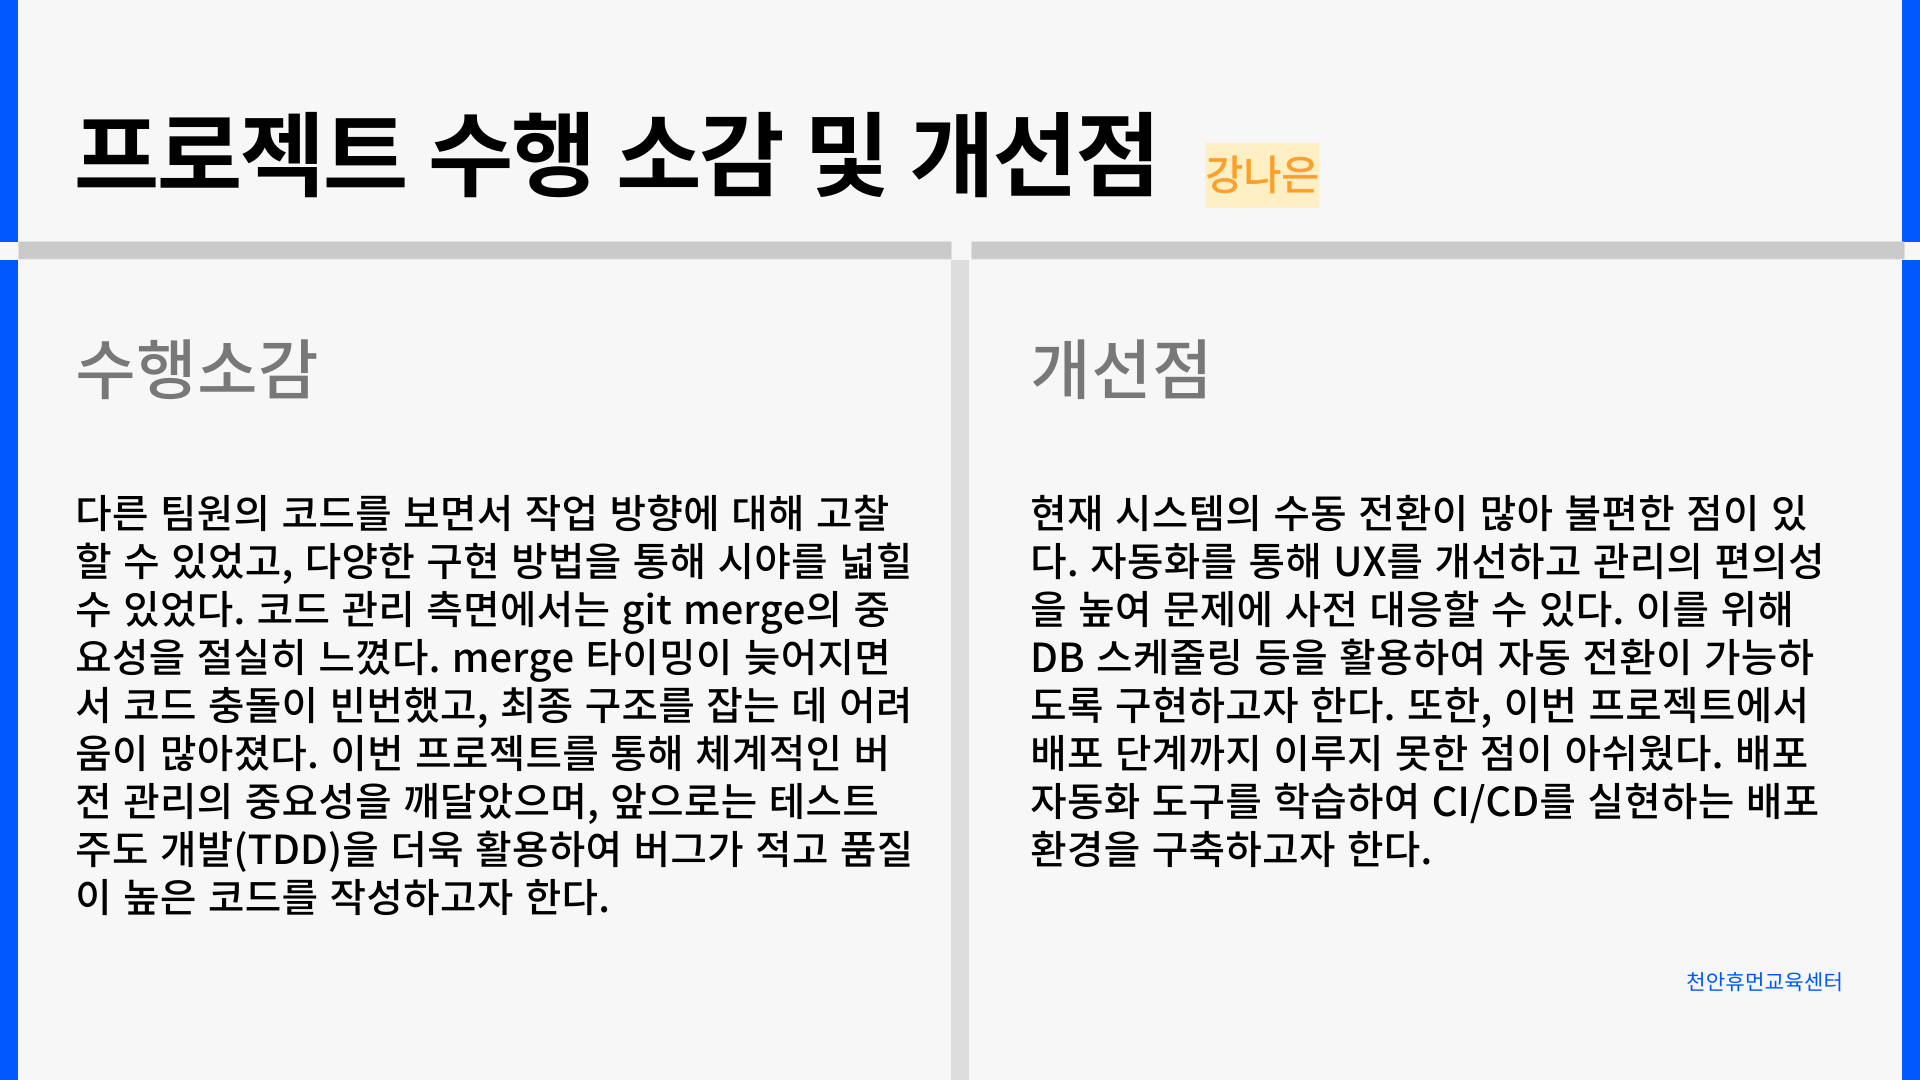 프로젝트 수행 소감 및 개선점 강나은
수행소감
다른 팀원의 코드를 보면서 작업 방향에 대해 고찰
할 수 있었고, 다양한 구현 방법을 통해 시야를 넓힐
수 있었다. 코드 관리 측면에서는 git merge의 중
요성을 절실히 느꼈다. merge 타이밍이 늦어지면
서 코드 충돌이 빈번했고, 최종 구조를 잡는 데 어려
움이 많아졌다. 이번 프로젝트를 통해 체계적인 버
전 관리의 중요성을 깨달았으며, 앞으로는 테스트
주도 개발(TDD)을 더욱 활용하여 버그가 적고 품질
이 높은 코드를 작성하고자 한다.
개선점
현재 시스템의 수동 전환이 많아 불편한 점이 있
다. 자동화를 통해 UX를 개선하고 관리의 편의성
을 높여 문제에 사전 대응할 수 있다. 이를 위해
DB 스케줄링 등을 활용하여 자동 전환이 가능하
도록 구현하고자 한다. 또한, 이번 프로젝트에서
배포 단계까지 이루지 못한 점이 아쉬웠다. 배포
자동화 도구를 학습하여 CI/CD를 실현하는 배포
환경을 구축하고자 한다.
천안휴먼교육센터